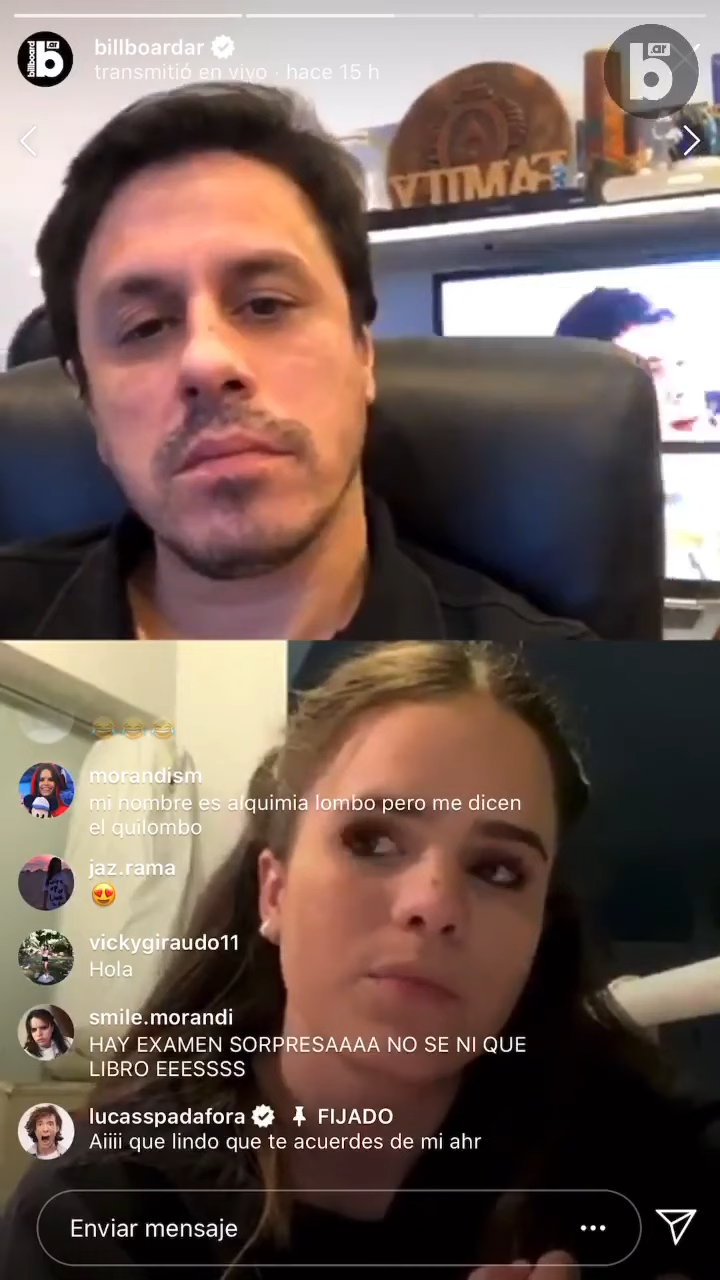 billboardar
transmitió en vivo · hace 15 h
billboard b .ar
b .ar
FAMILY
😂😂😂
morandism
mi nombre es alquimia lombo pero me dicen
el quilombo
jaz.rama
😍
vickygiraudo11
Hola
smile.morandi
HAY EXAMEN SORPRESAAAA NO SE NI QUE
LIBRO EEESSSS
lucasspadafora FIJADO
Aiiii que lindo que te acuerdes de mi ahr
Enviar mensaje